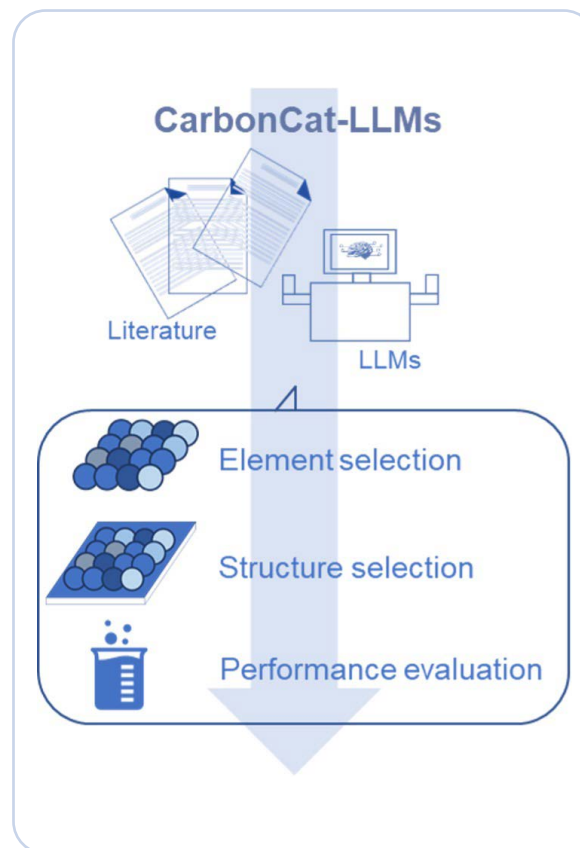 CarbonCat-LLMs
Literature
LLMs
Element selection
Structure selection
Performance evaluation